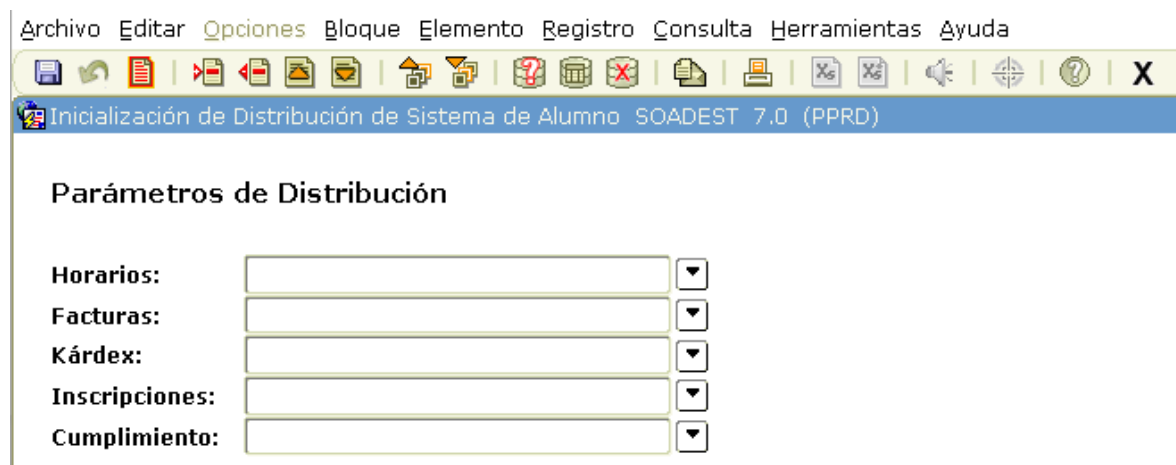 Archivo Editar Opciones Bloque Elemento Registro Consulta Herramientas Ayuda
X
Inicialización de Distribución de Sistema de Alumno SOADEST 7.0 (PPRD)
Parámetros de Distribución
Horarios:
Facturas:
Kárdex:
Inscripciones:
Cumplimiento: